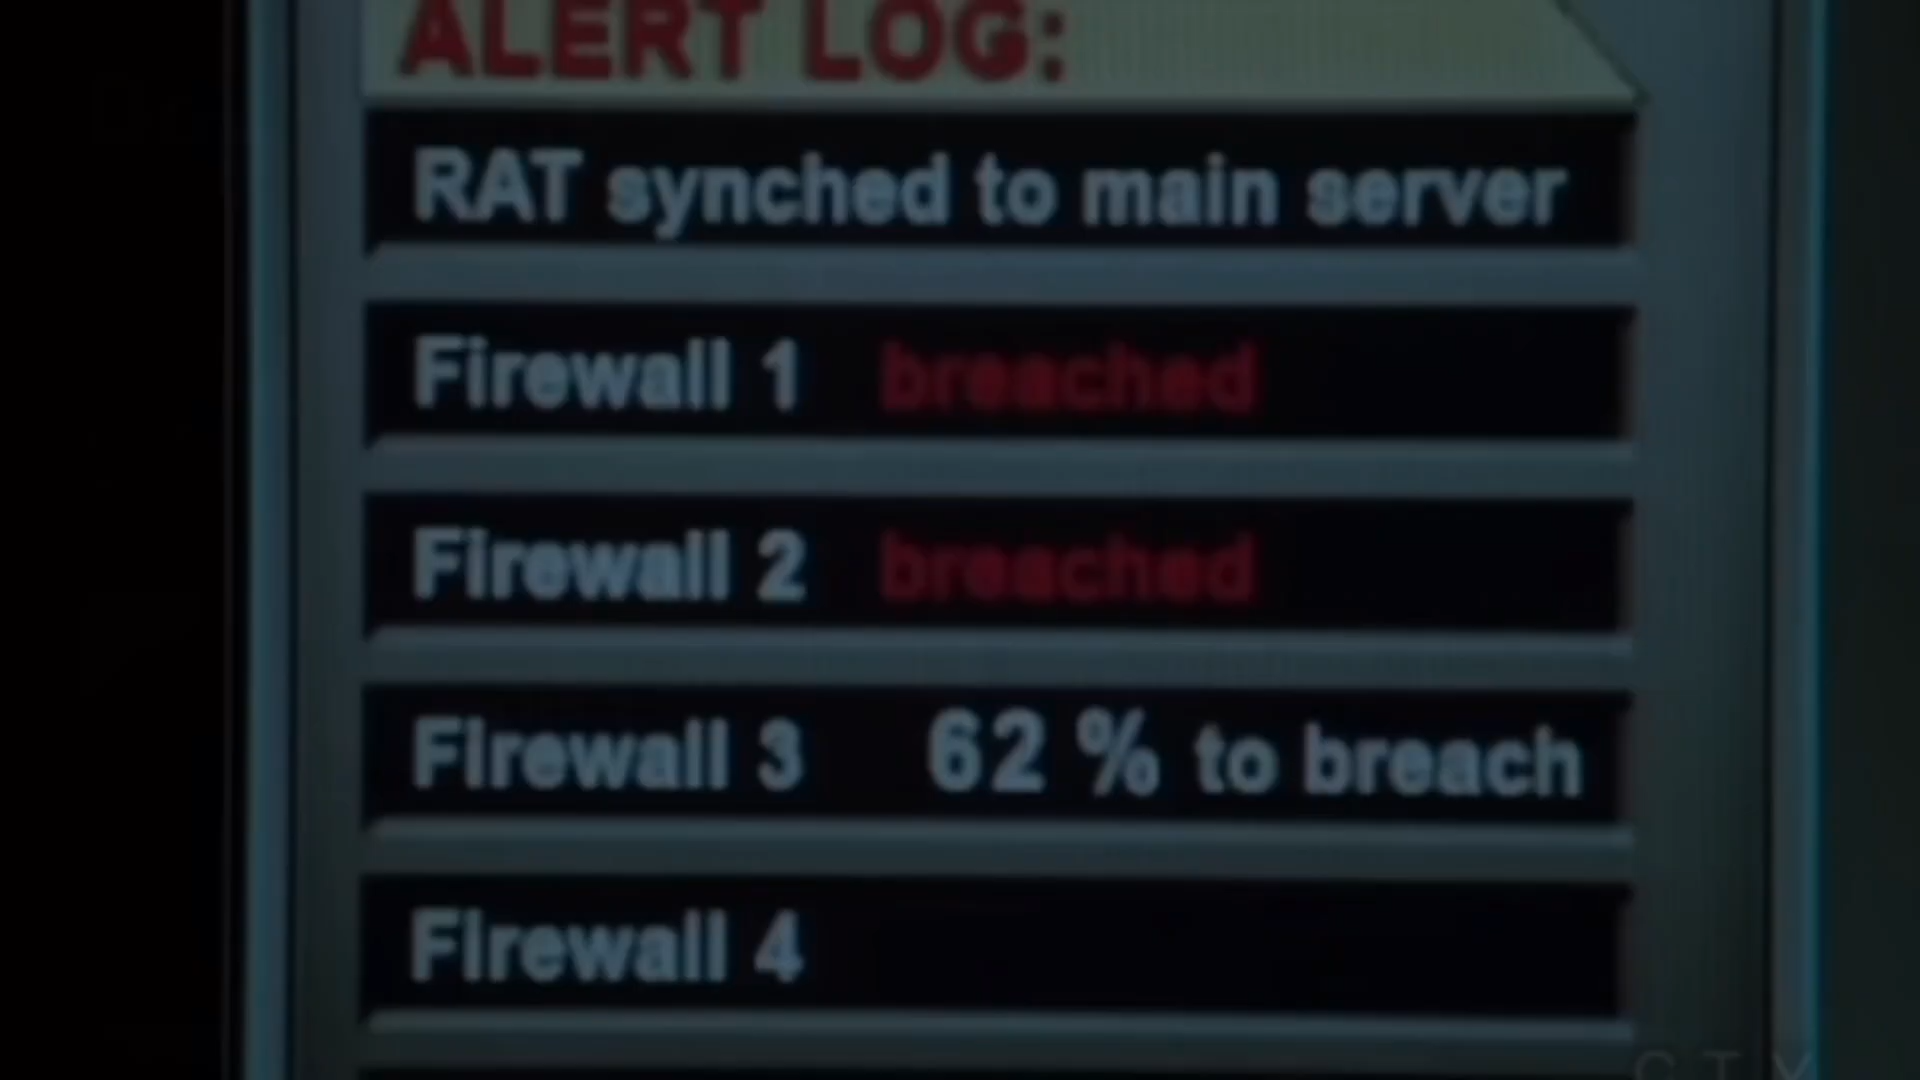 ALERT LOG:
RAT synched to main server
Firewall 1 breached
Firewall 2 breached
Firewall 3 62 % to breach
Firewall 4
CTV